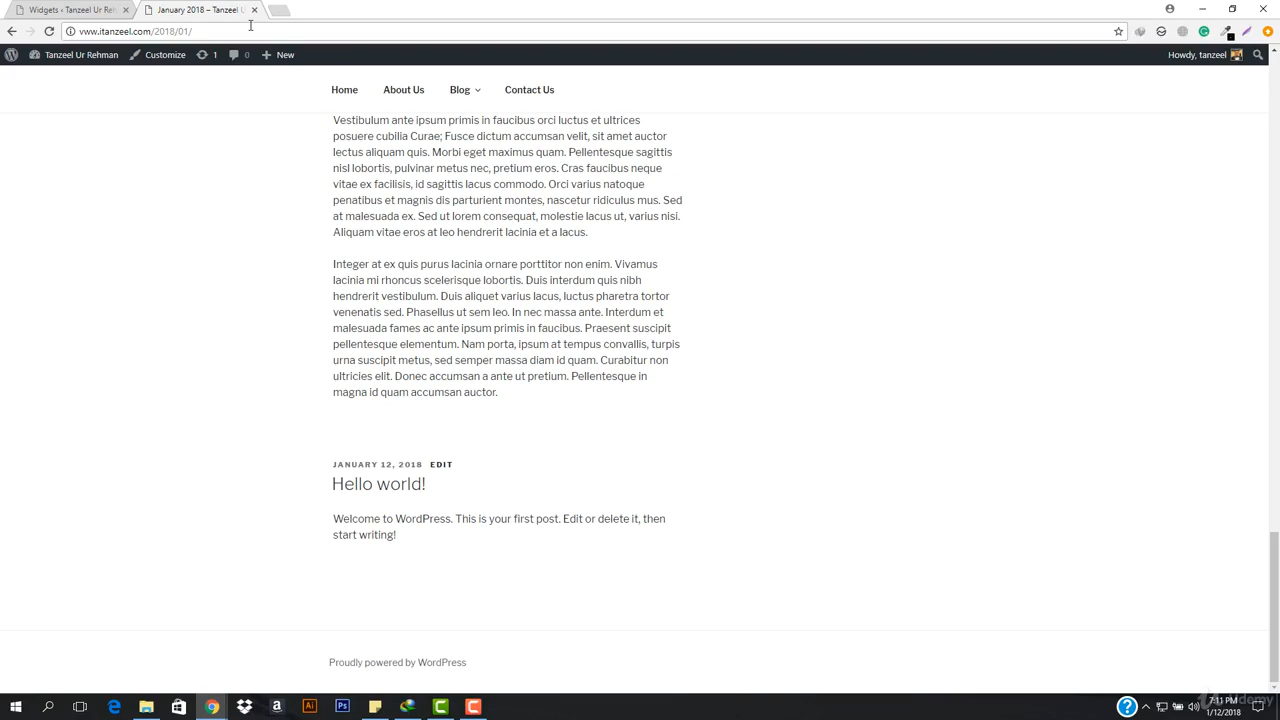 Widgets ‹ Tanzeel Ur Reh
January 2018 – Tanzeel U
vww.itanzeel.com/2018/01/
Tanzeel Ur Rehman
Customize
1
0
New
Howdy, tanzeel
Home
About Us
Blog
Contact Us
Vestibulum ante ipsum primis in faucibus orci luctus et ultrices
posuere cubilia Curae; Fusce dictum accumsan velit, sit amet auctor
lectus aliquam quis. Morbi eget maximus quam. Pellentesque sagittis
nisl lobortis, pulvinar metus nec, pretium eros. Cras faucibus neque
vitae ex facilisis, id sagittis lacus commodo. Orci varius natoque
penatibus et magnis dis parturient montes, nascetur ridiculus mus. Sed
at malesuada ex. Sed ut lorem consequat, molestie lacus ut, varius nisi.
Aliquam vitae eros at leo hendrerit lacinia et a lacus.
Integer at ex quis purus lacinia ornare porttitor non enim. Vivamus
lacinia mi rhoncus scelerisque lobortis. Duis interdum quis nibh
hendrerit vestibulum. Duis aliquet varius lacus, luctus pharetra tortor
venenatis sed. Phasellus ut sem leo. In nec massa ante. Interdum et
malesuada fames ac ante ipsum primis in faucibus. Praesent suscipit
pellentesque elementum. Nam porta, ipsum at tempus convallis, turpis
urna suscipit metus, sed semper massa diam id quam. Curabitur non
ultricies elit. Donec accumsan a ante ut pretium. Pellentesque in
magna id quam accumsan auctor.
JANUARY 12, 2018 EDIT
Hello world!
Welcome to WordPress. This is your first post. Edit or delete it, then
start writing!
Proudly powered by WordPress
7:11 PM
1/12/2018
Udemy